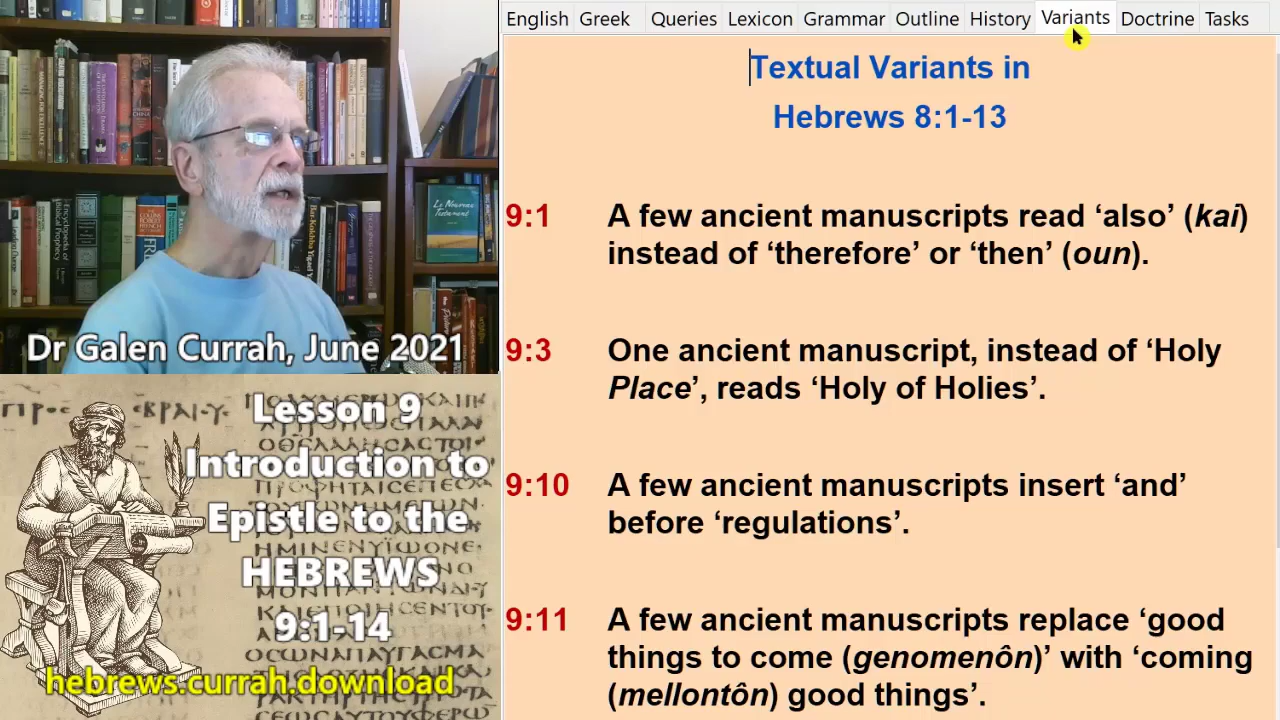 English Greek Queries Lexicon Grammar Outline History Variants Doctrine Tasks
Textual Variants in
Hebrews 8:1-13
9:1 A few ancient manuscripts read ‘also’ (kai)
instead of ‘therefore’ or ‘then’ (oun).
9:3 One ancient manuscript, instead of ‘Holy
Place’, reads ‘Holy of Holies’.
9:10 A few ancient manuscripts insert ‘and’
before ‘regulations’.
9:11 A few ancient manuscripts replace ‘good
things to come (genomenôn)’ with ‘coming
(mellontôn) good things’.
Dr Galen Currah, June 2021
Lesson 9
Introduction to
Epistle to the
HEBREWS
9:1-14
hebrews.currah.download
Le Nouveau
Testament